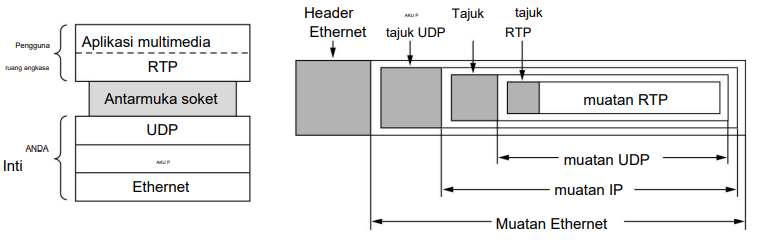 Pengguna
ruang angkasa
Aplikasi multimedia
RTP
Antarmuka soket
ANDA
Inti
UDP
AKU P
Ethernet
Header
Ethernet
AKU P
tajuk UDP
Tajuk
tajuk
RTP
muatan RTP
muatan UDP
muatan IP
Muatan Ethernet